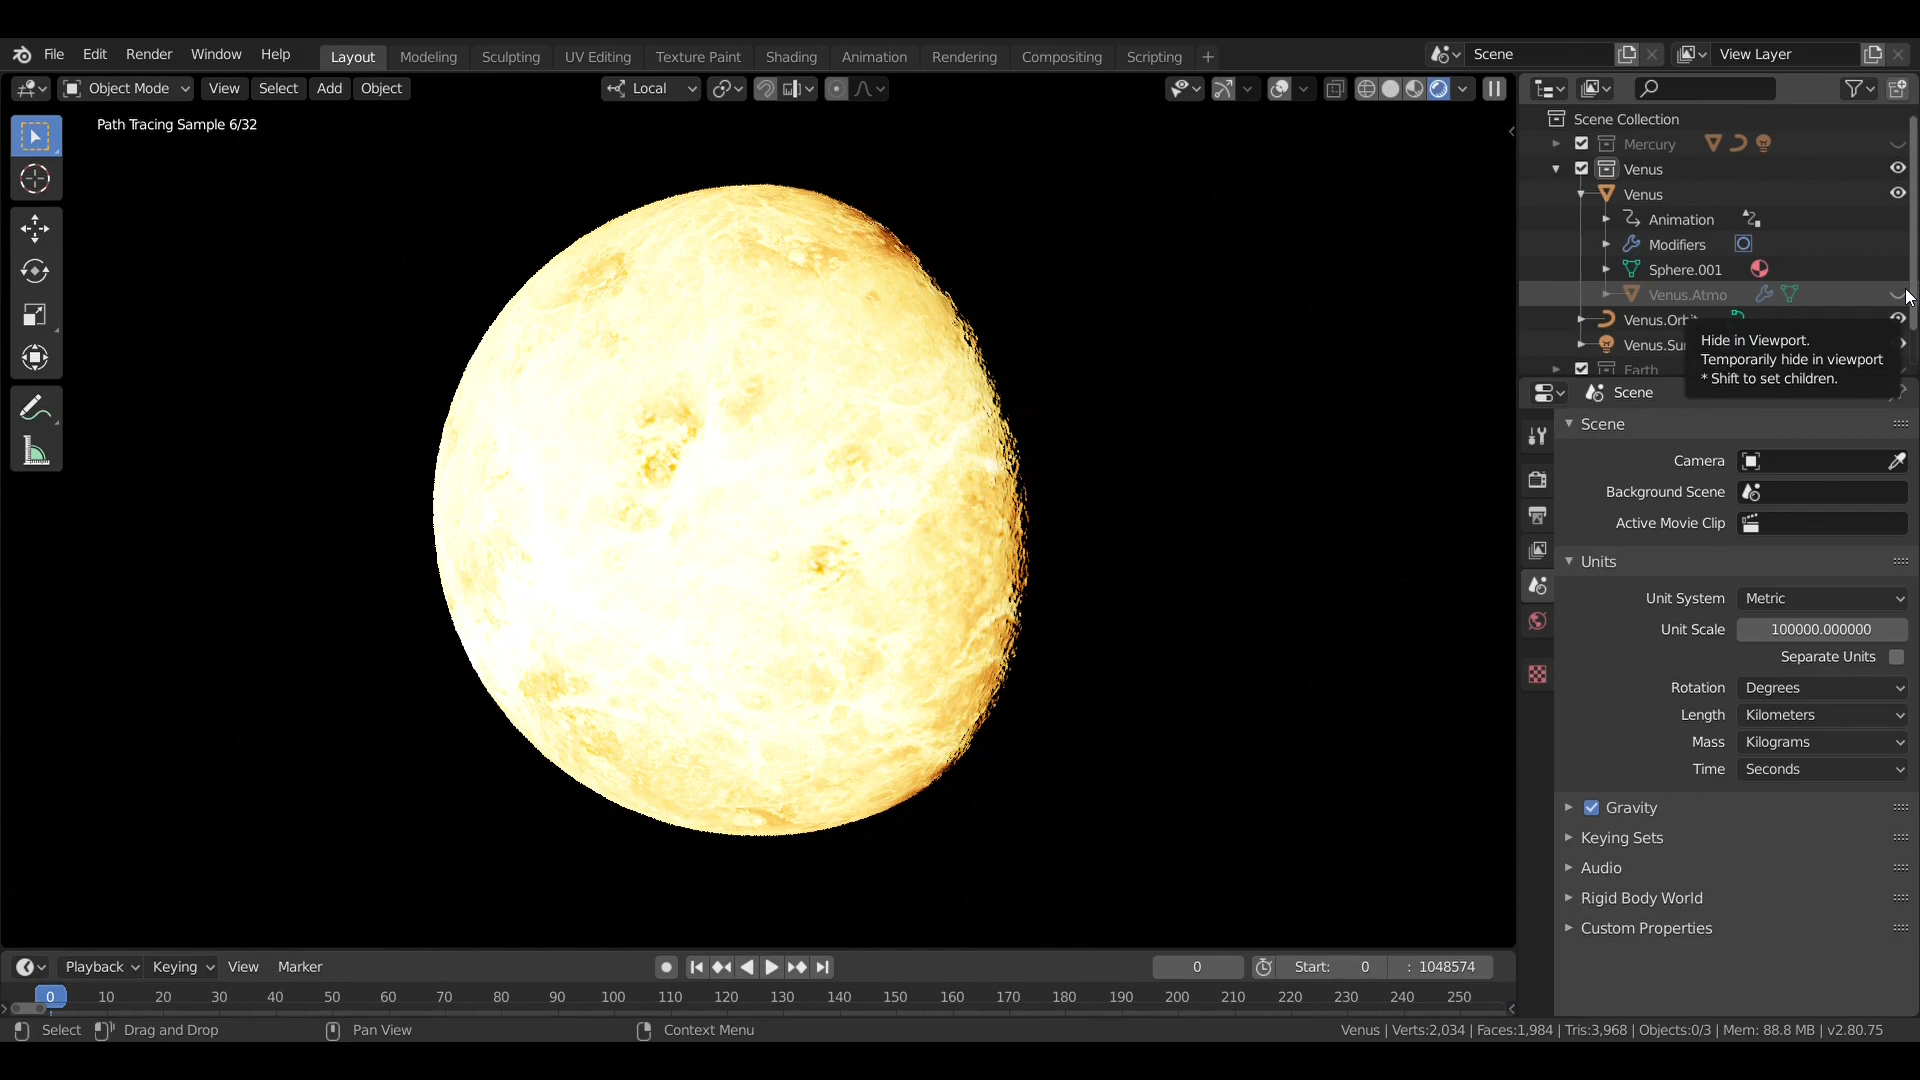 File Edit Render Window Help Layout Modeling Sculpting UV Editing Texture Paint Shading Animation Rendering Compositing Scripting + Scene View Layer
Object Mode View Select Add Object Local
Path Tracing Sample 6/32
Scene Collection
Mercury
Venus
Venus
Animation
Modifiers
Sphere.001
Venus.Atmo
Venus.Orbit
Venus.Su
Earth
Hide in Viewport.
Temporarily hide in viewport
* Shift to set children.
Scene
Scene
Camera
Background Scene
Active Movie Clip
Units
Unit System Metric
Unit Scale 100000.000000
Separate Units
Rotation Degrees
Length Kilometers
Mass Kilograms
Time Seconds
Gravity
Keying Sets
Audio
Rigid Body World
Custom Properties
Playback Keying View Marker 0 Start: 0 : 1048574
0 10 20 30 40 50 60 70 80 90 100 110 120 130 140 150 160 170 180 190 200 210 220 230 240 250
Select Drag and Drop Pan View Context Menu Venus | Verts:2,034 | Faces:1,984 | Tris:3,968 | Objects:0/3 | Mem: 88.8 MB | v2.80.75